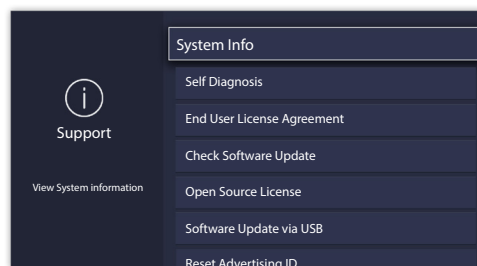 System Info
Self Diagnosis
End User License Agreement
Support
Check Software Update
View System information
Open Source License
Software Update via USB
Reset Advertising ID